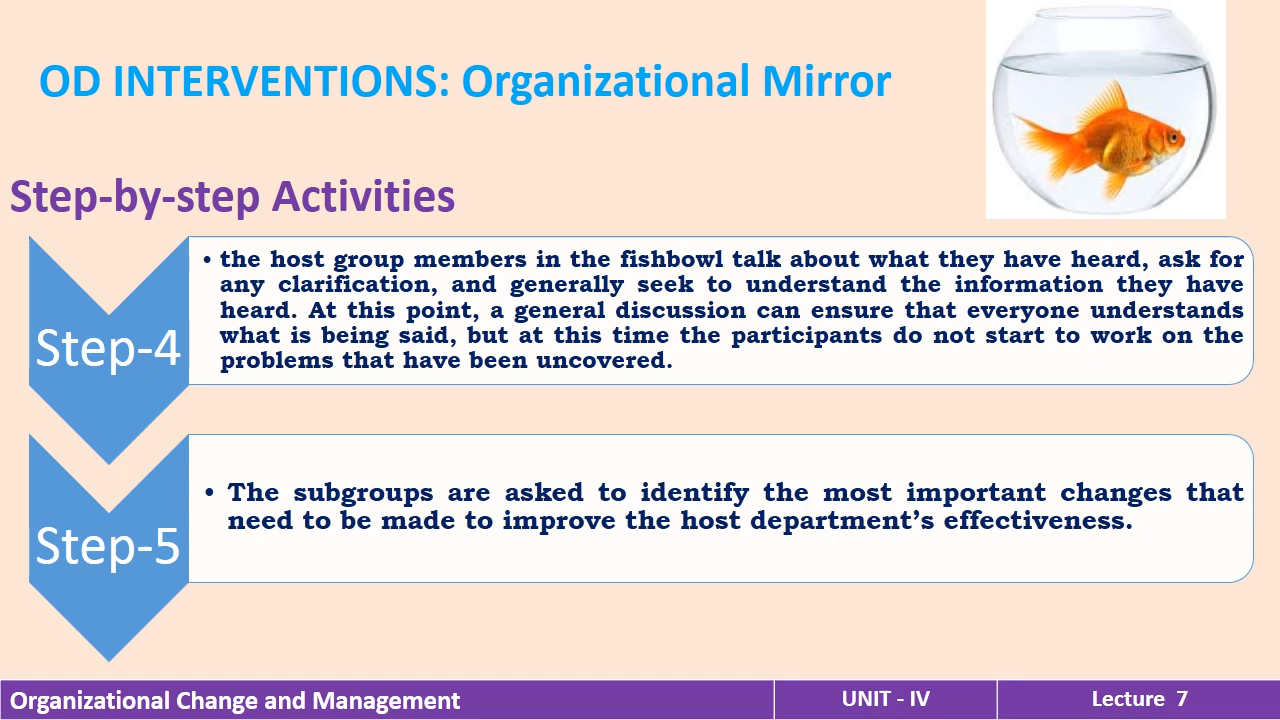 OD INTERVENTIONS: Organizational Mirror
Step-by-step Activities
Step-4
• the host group members in the fishbowl talk about what they have heard, ask for
any clarification, and generally seek to understand the information they have
heard. At this point, a general discussion can ensure that everyone understands
what is being said, but at this time the participants do not start to work on the
problems that have been uncovered.
Step-5
• The subgroups are asked to identify the most important changes that
need to be made to improve the host department’s effectiveness.
Organizational Change and Management
UNIT - IV
Lecture 7